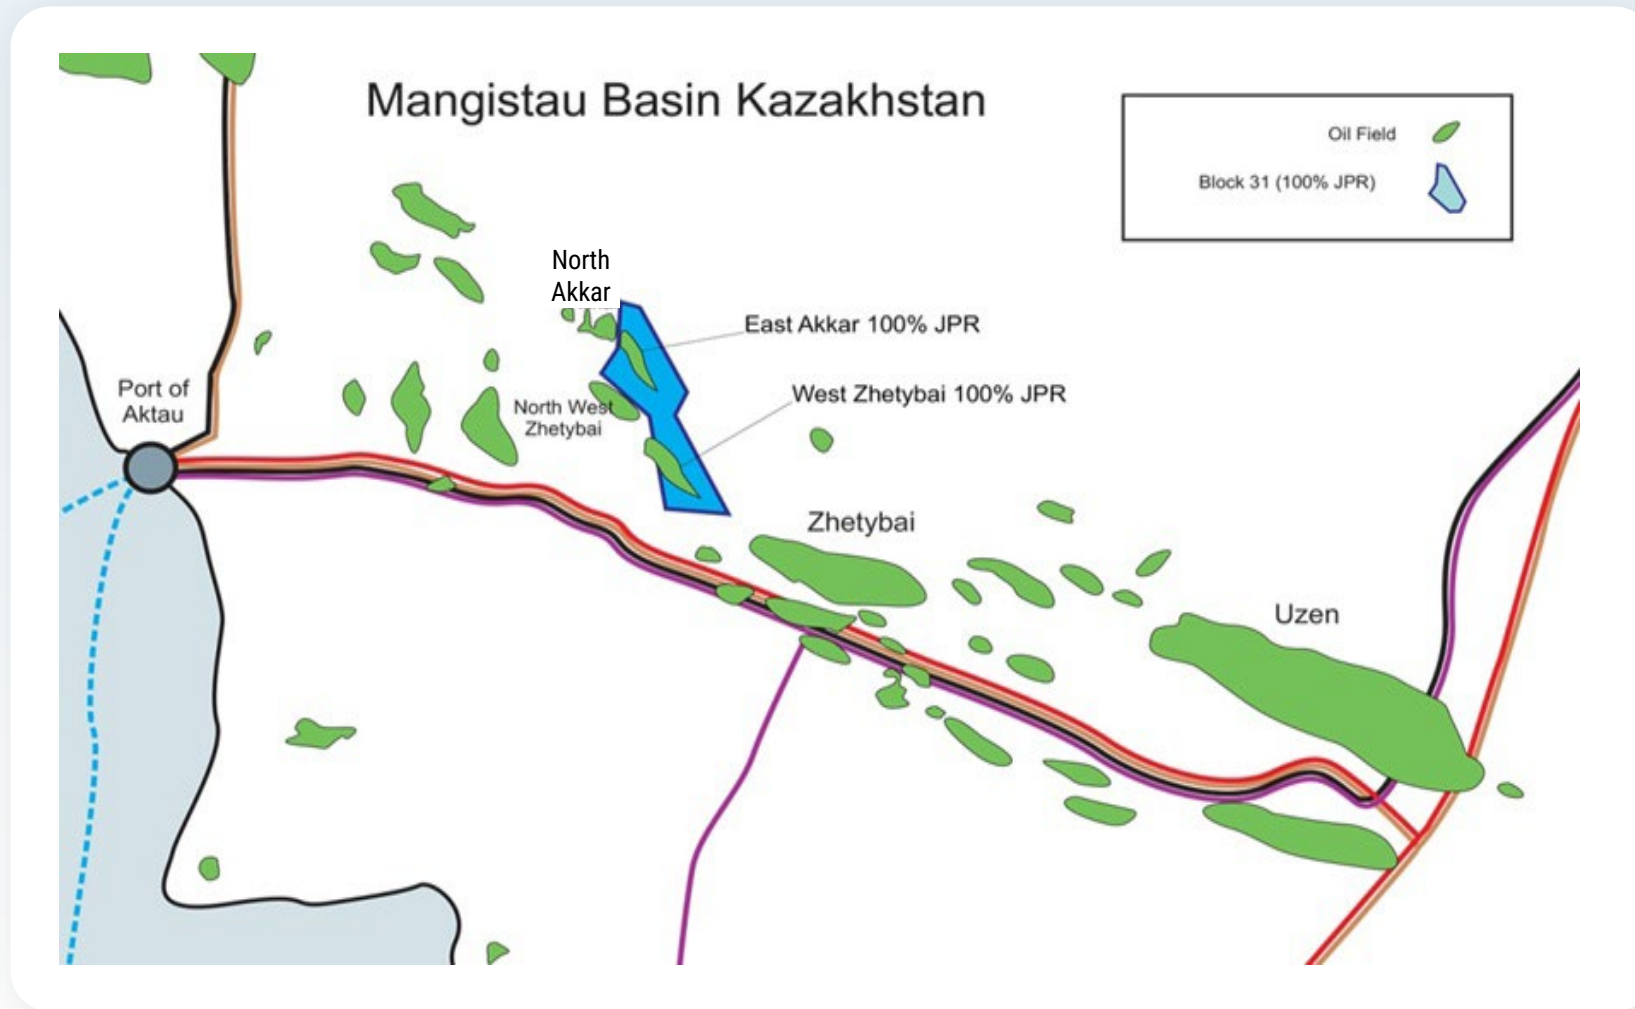 Mangistau Basin Kazakhstan
Oil Field
Block 31 (100% JPR)
North
Akkar
East Akkar 100% JPR
Port of
Aktau
West Zhetybai 100% JPR
North West
Zhetybai
Zhetybai
Uzen